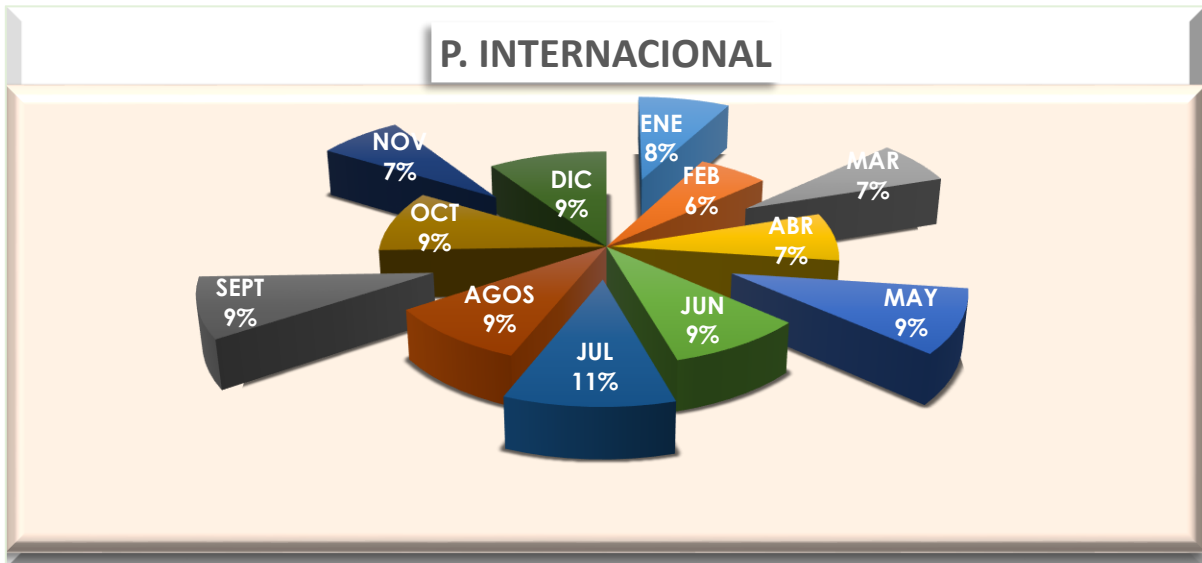 P. INTERNACIONAL
ENE
8%
FEB
6%
MAR
7%
ABR
7%
MAY
9%
JUN
9%
JUL
11%
AGOS
9%
SEPT
9%
OCT
9%
NOV
7%
DIC
9%